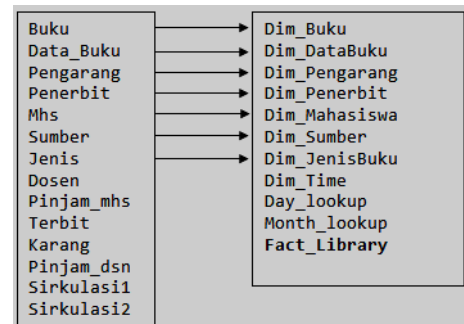 Buku
Data_Buku
Pengarang
Penerbit
Mhs
Sumber
Jenis
Dosen
Pinjam_mhs
Terbit
Karang
Pinjam_dsn
Sirkulasi1
Sirkulasi2
Dim_Buku
Dim_DataBuku
Dim_Pengarang
Dim_Penerbit
Dim_Mahasiswa
Dim_Sumber
Dim_JenisBuku
Dim_Time
Day_lookup
Month_lookup
Fact_Library